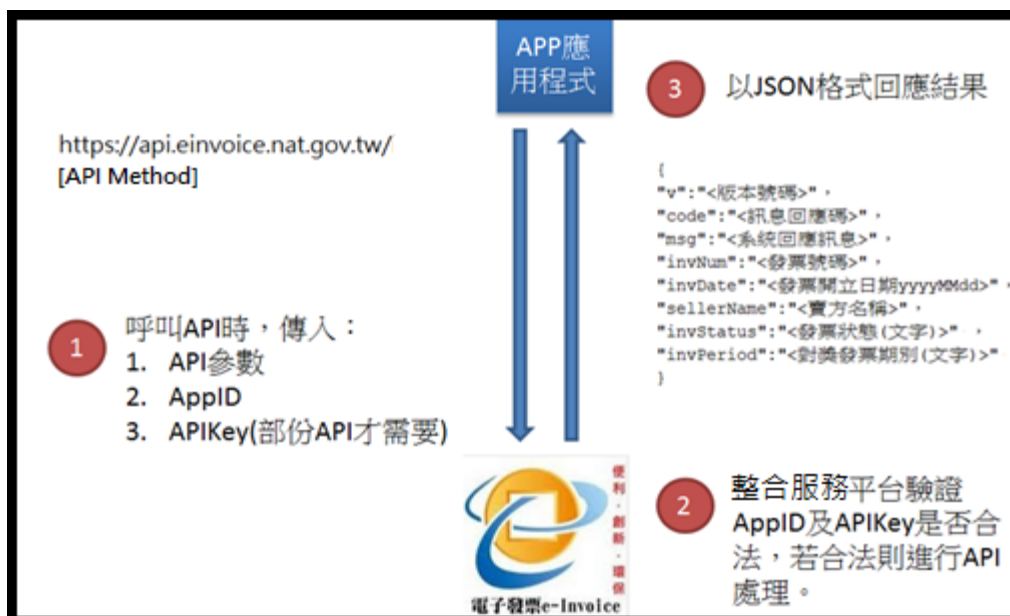 APP應
用程式
3
以JSON格式回應結果
https://api.einvoice.nat.gov.tw/
[API Method]
{
"v":"<版本號碼>",
"code":"<訊息回應碼>",
"msg":"<系統回應訊息>",
"invNum":"<發票號碼>",
"invDate":"<發票開立日期yyyyMMdd>",
"sellerName":"<賣方名稱>",
"invStatus":"<發票狀態(文字)>" ,
"invPeriod":"<對獎發票期別(文字)>"
}
1
呼叫API時,傳入:
1. API參數
2. AppID
3. APIKey(部份API才需要)
便利・創新・環保
電子發票e-Invoice
2
整合服務平台驗證
AppID及APIKey是否合
法,若合法則進行API
處理。